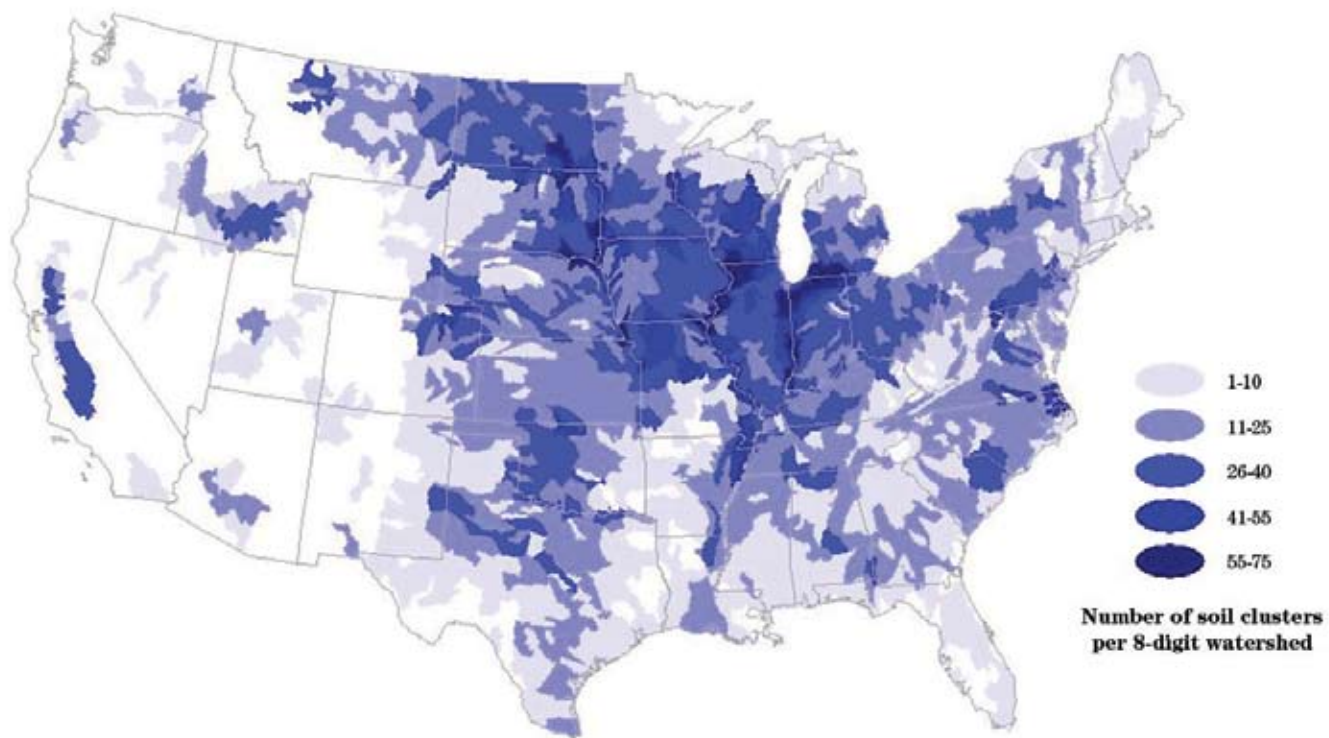 1-10
11-25
26-40
41-55
55-75
Number of soil clusters
per 8-digit watershed